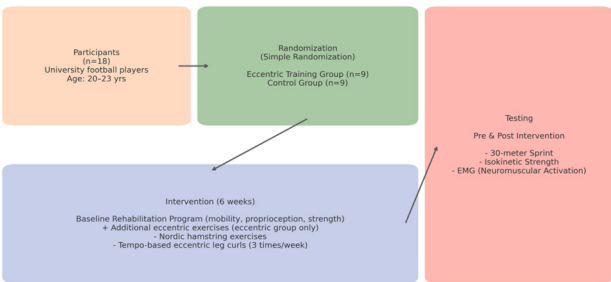 Participants
(n=18)
University football players
Age: 20–23 yrs
Randomization
(Simple Randomization)
Eccentric Training Group (n=9)
Control Group (n=9)
Intervention (6 weeks)
Baseline Rehabilitation Program (mobility, proprioception, strength)
+ Additional eccentric exercises (eccentric group only)
- Nordic hamstring exercises
- Tempo-based eccentric leg curls (3 times/week)
Testing
Pre & Post Intervention
- 30-meter Sprint
- Isokinetic Strength
- EMG (Neuromuscular Activation)